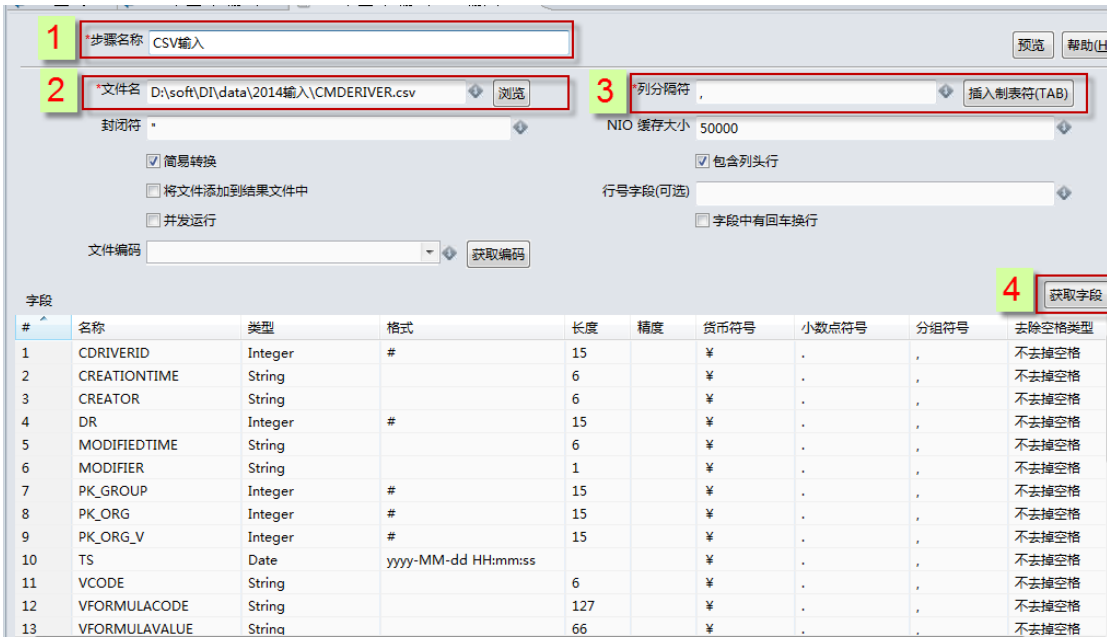 1 *步骤名称 CSV输入 预览 帮助(H
2 *文件名 D:\soft\DI\data\2014输入\CMDERIVER.csv 浏览 3 *列分隔符 , 插入制表符(TAB)
封闭符 " NIO 缓存大小 50000
简易转换 包含列头行
将文件添加到结果文件中 行号字段(可选)
并发运行 字段中有回车换行
文件编码 获取编码
字段 4 获取字段
# 名称 类型 格式 长度 精度 货币符号 小数点符号 分组符号 去除空格类型
1 CDRIVERID Integer # 15 ¥ . , 不去掉空格
2 CREATIONTIME String 6 ¥ . , 不去掉空格
3 CREATOR String 6 ¥ . , 不去掉空格
4 DR Integer # 15 ¥ . , 不去掉空格
5 MODIFIEDTIME String 6 ¥ . , 不去掉空格
6 MODIFIER String 1 ¥ . , 不去掉空格
7 PK_GROUP Integer # 15 ¥ . , 不去掉空格
8 PK_ORG Integer # 15 ¥ . , 不去掉空格
9 PK_ORG_V Integer # 15 ¥ . , 不去掉空格
10 TS Date yyyy-MM-dd HH:mm:ss ¥ . , 不去掉空格
11 VCODE String 6 ¥ . , 不去掉空格
12 VFORMULACODE String 127 ¥ . , 不去掉空格
13 VFORMULAVALUE String 66 ¥ . , 不去掉空格